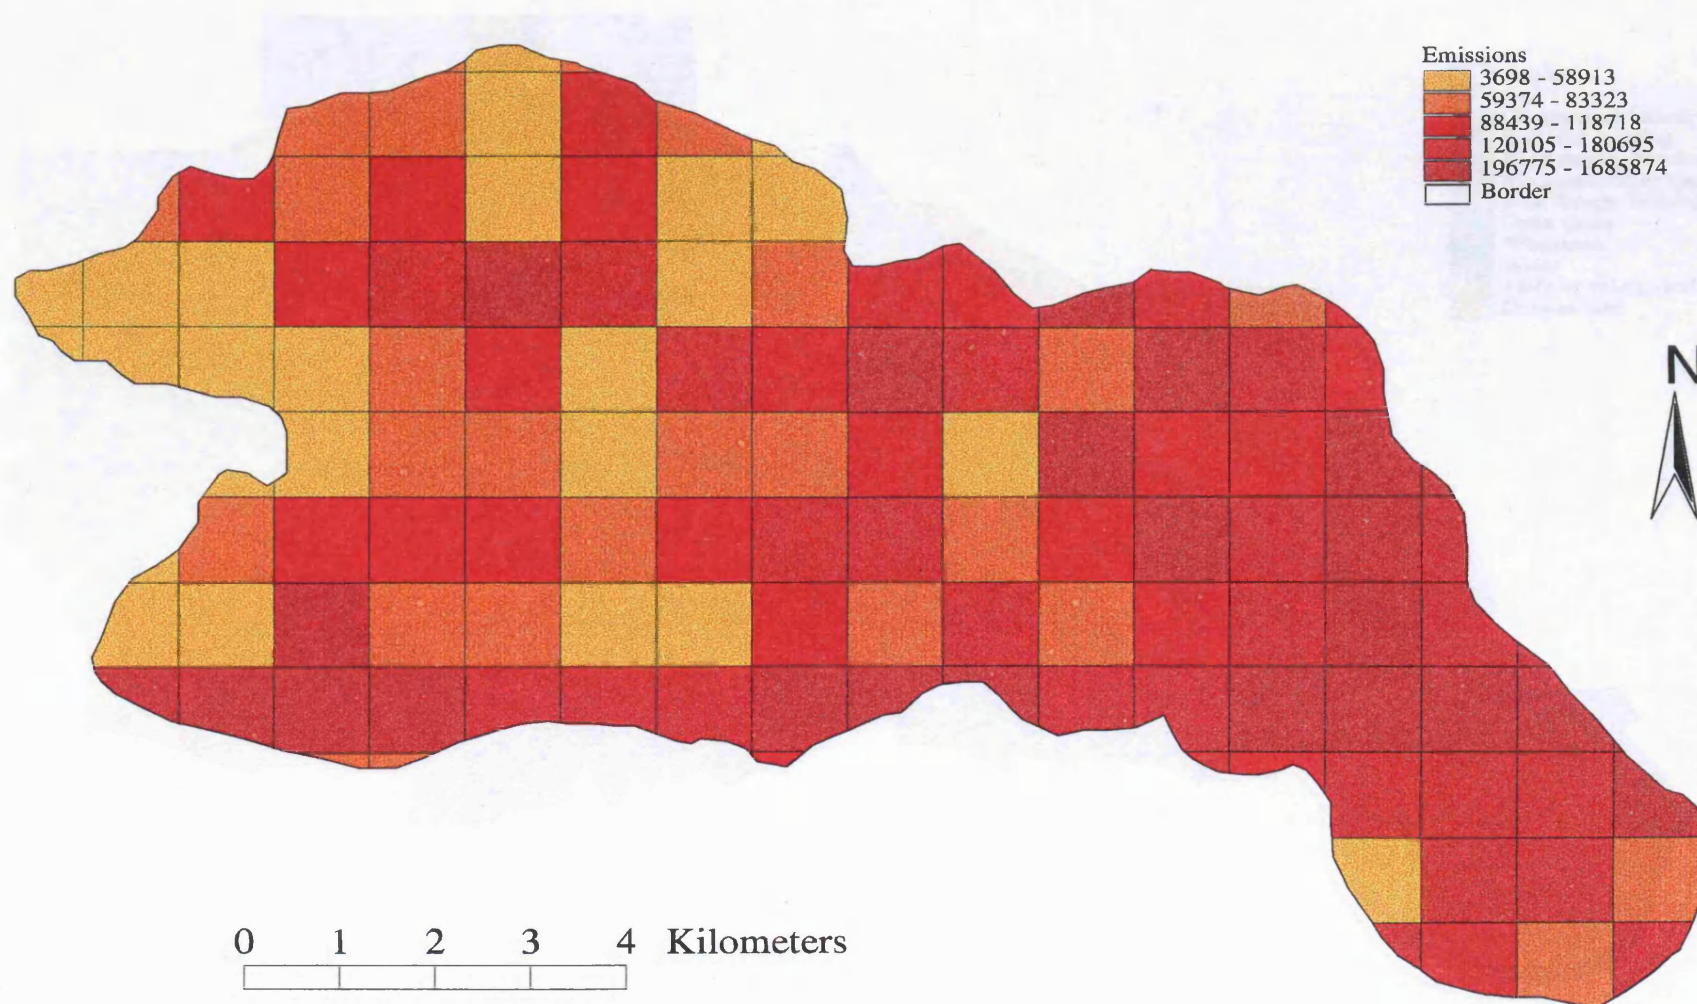 Emissions
3698 - 58913
59374 - 83323
88439 - 118718
120105 - 180695
196775 - 1685874
Border
N
0 1 2 3 4 Kilometers